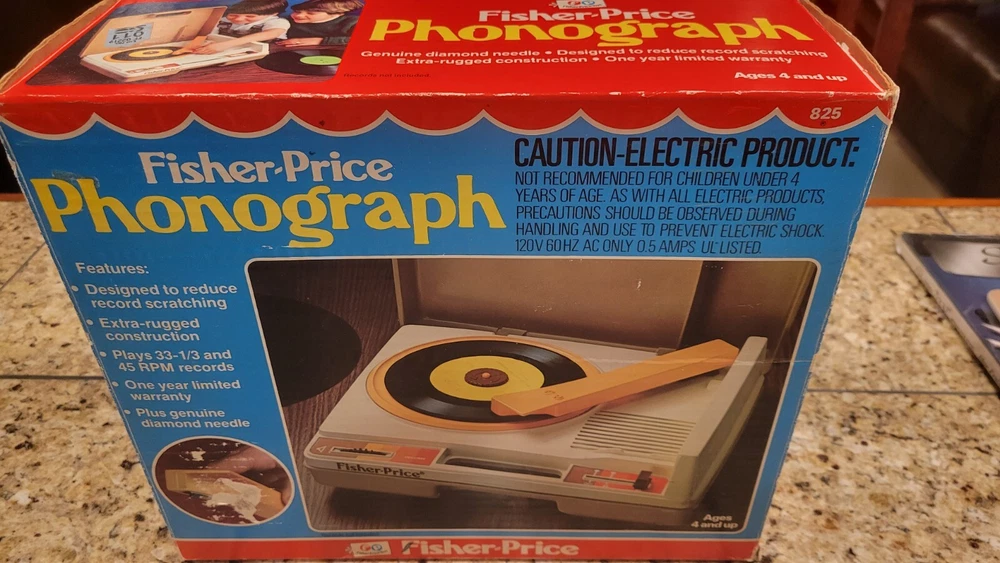 Fisher-Price
Phonograph
Genuine diamond needle • Designed to reduce record scratching
Extra-rugged construction • One year limited warranty
Records not included.
Ages 4 and up
825
Fisher-Price
Phonograph
CAUTION-ELECTRIC PRODUCT:
NOT RECOMMENDED FOR CHILDREN UNDER 4
YEARS OF AGE. AS WITH ALL ELECTRIC PRODUCTS,
PRECAUTIONS SHOULD BE OBSERVED DURING
HANDLING AND USE TO PREVENT ELECTRIC SHOCK.
120V 60HZ AC ONLY 0.5 AMPS UL LISTED.
Features:
• Designed to reduce
record scratching
• Extra-rugged
construction
• Plays 33-1/3 and
45 RPM records
• One year limited
warranty
• Plus genuine
diamond needle
Fisher-Price
Ages
4 and up
Fisher-Price